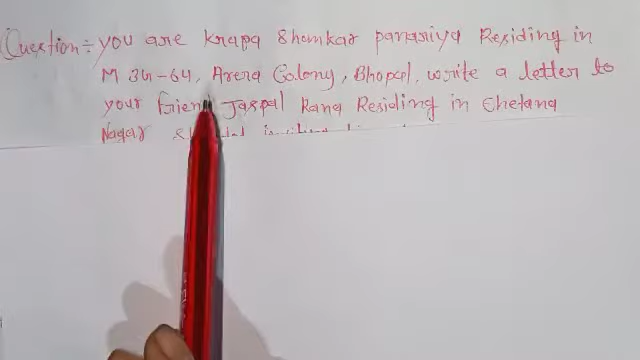 Question÷ you are krapa Shamkar panariya Residing in
M 34-64, Arera Colony, Bhopal, write a letter to
your frien Jaspal Rana Residing in Chetana
Nagar